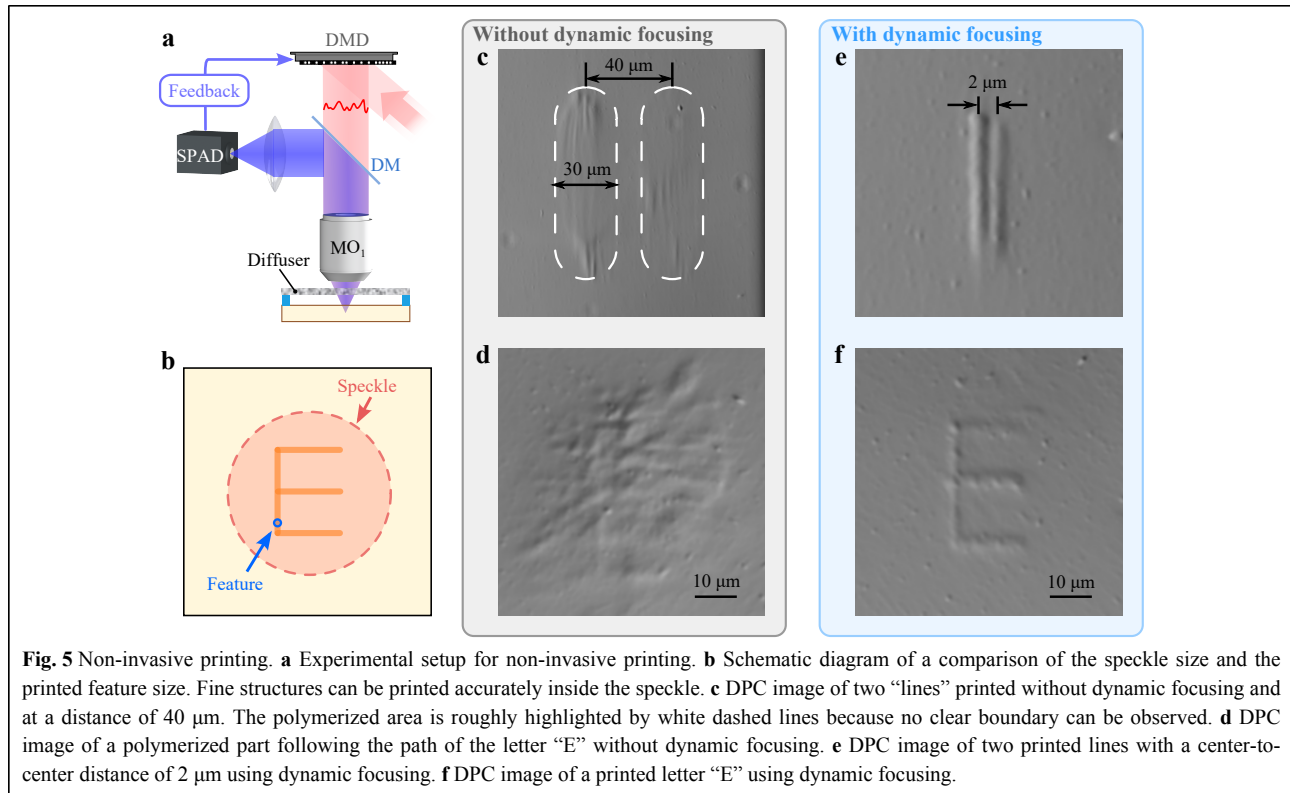 Without dynamic focusing
With dynamic focusing
a
DMD
Feedback
SPAD
DM
MO₁
Diffuser
b
Speckle
Feature
c
40 μm
30 μm
d
10 μm
e
2 μm
f
10 μm
Fig. 5 Non-invasive printing. a Experimental setup for non-invasive printing. b Schematic diagram of a comparison of the speckle size and the
printed feature size. Fine structures can be printed accurately inside the speckle. c DPC image of two “lines” printed without dynamic focusing and
at a distance of 40 μm. The polymerized area is roughly highlighted by white dashed lines because no clear boundary can be observed. d DPC
image of a polymerized part following the path of the letter “E” without dynamic focusing. e DPC image of two printed lines with a center-to-
center distance of 2 μm using dynamic focusing. f DPC image of a printed letter “E” using dynamic focusing.